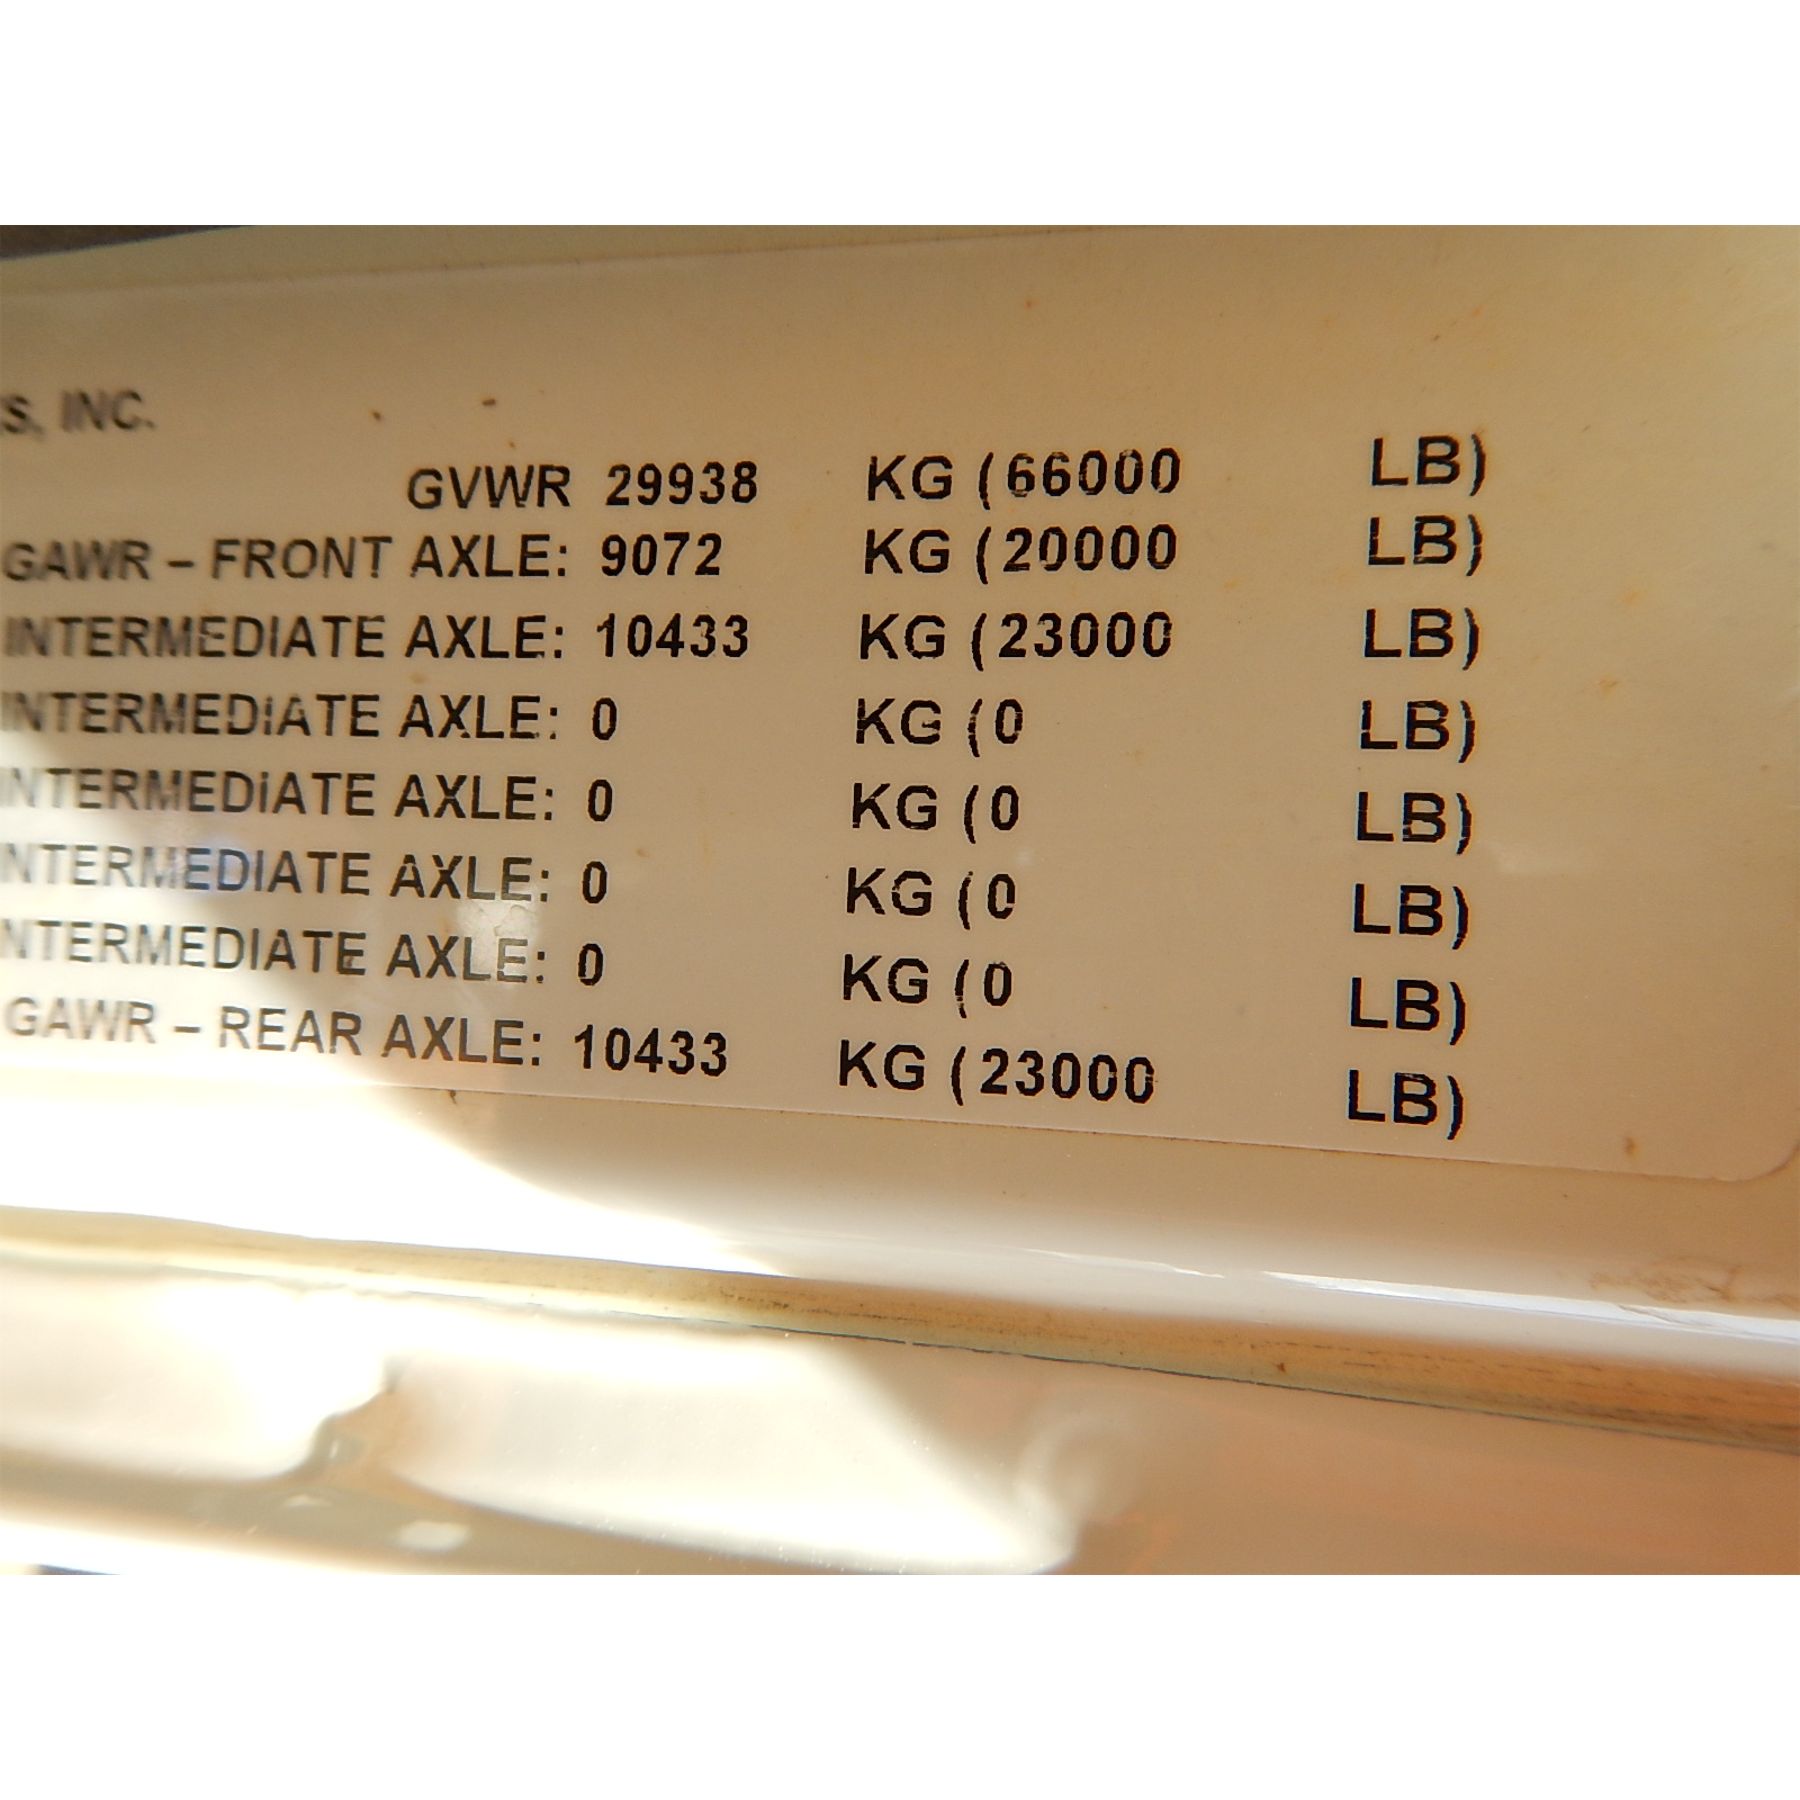 INC.
GVWR 29938 KG (66000 LB)
GAWR – FRONT AXLE: 9072 KG (20000 LB)
INTERMEDIATE AXLE: 10433 KG (23000 LB)
INTERMEDIATE AXLE: 0 KG (0 LB)
INTERMEDIATE AXLE: 0 KG (0 LB)
INTERMEDIATE AXLE: 0 KG (0 LB)
INTERMEDIATE AXLE: 0 KG (0 LB)
GAWR – REAR AXLE: 10433 KG (23000 LB)